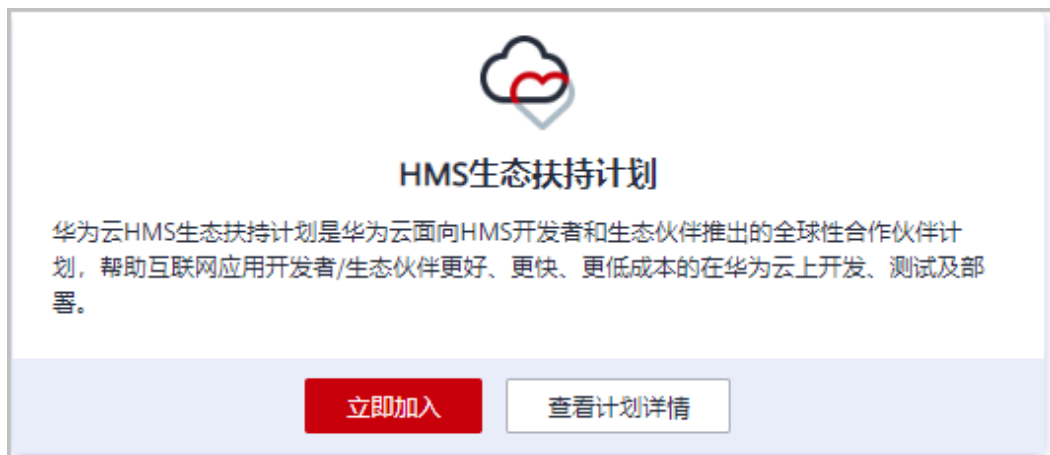 HMS生态扶持计划
华为云HMS生态扶持计划是华为云面向HMS开发者和生态伙伴推出的全球性合作伙伴计
划，帮助互联网应用开发者/生态伙伴更好、更快、更低成本的在华为云上开发、测试及部
署。
立即加入
查看计划详情